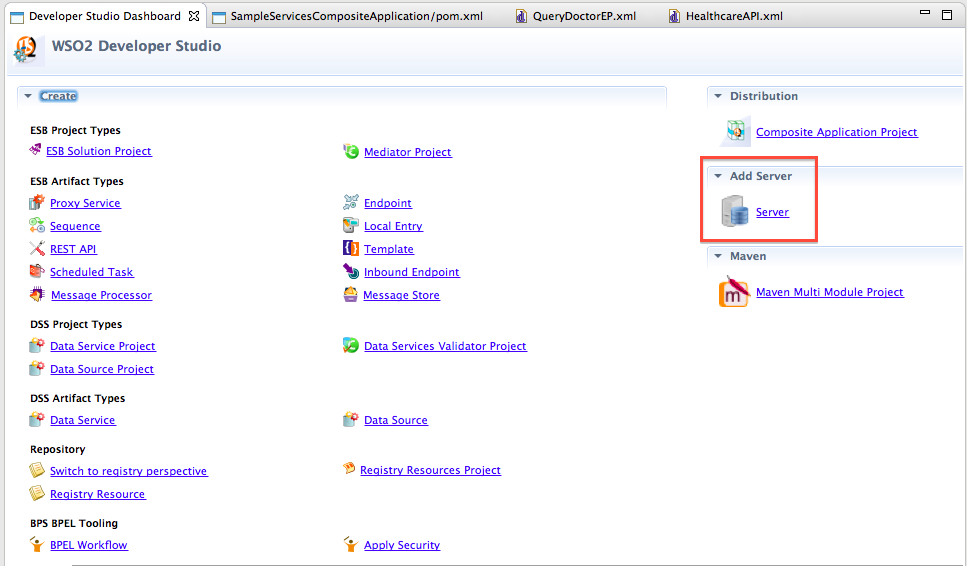 Developer Studio Dashboard
SampleServicesCompositeApplication/pom.xml
QueryDoctorEP.xml
HealthcareAPI.xml
WSO2 Developer Studio
Create
ESB Project Types
ESB Solution Project
Mediator Project
ESB Artifact Types
Proxy Service
Endpoint
Sequence
Local Entry
REST API
Template
Scheduled Task
Inbound Endpoint
Message Processor
Message Store
DSS Project Types
Data Service Project
Data Services Validator Project
Data Source Project
DSS Artifact Types
Data Service
Data Source
Repository
Switch to registry perspective
Registry Resources Project
Registry Resource
BPS BPEL Tooling
BPEL Workflow
Apply Security
Distribution
Composite Application Project
Add Server
Server
Maven
m
Maven Multi Module Project